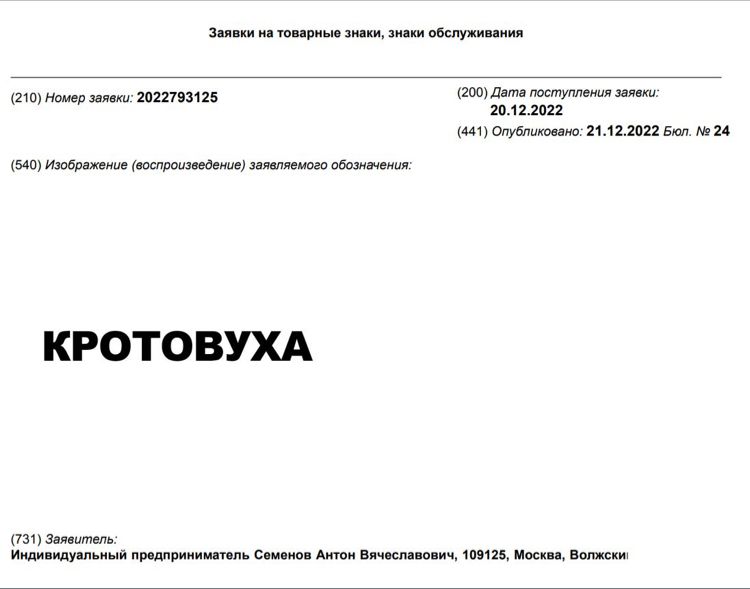 Заявки на товарные знаки, знаки обслуживания
(210) Номер заявки: 2022793125
(200) Дата поступления заявки:
20.12.2022
(441) Опубликовано: 21.12.2022 Бюл. № 24
(540) Изображение (воспроизведение) заявляемого обозначения:
КРОТОВУХА
(731) Заявитель:
Индивидуальный предприниматель Семенов Антон Вячеславович, 109125, Москва,